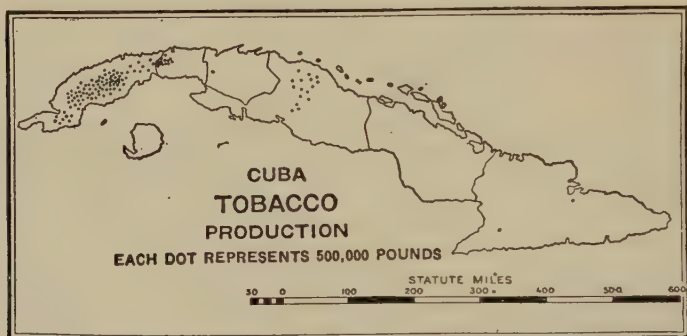 CUBA
TOBACCO
PRODUCTION
EACH DOT REPRESENTS 500,000 POUNDS
STATUTE MILES
50 0 100 200 300 400 500 600